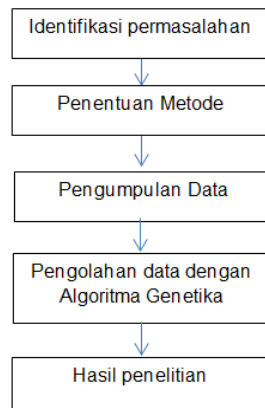 Identifikasi permasalahan
Penentuan Metode
Pengumpulan Data
Pengolahan data dengan
Algoritma Genetika
Hasil penelitian